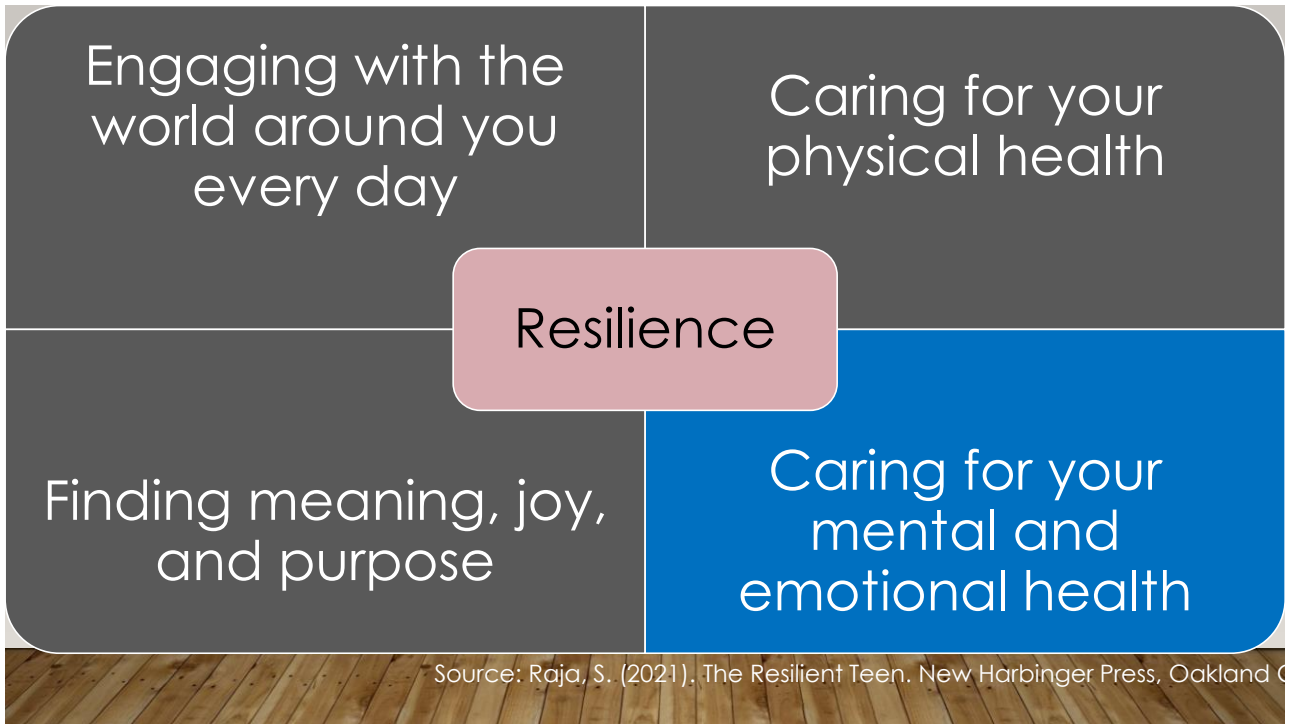 Engaging with the
world around you
every day
Caring for your
physical health
Resilience
Finding meaning, joy,
and purpose
Caring for your
mental and
emotional health
Source: Raja, S. (2021). The Resilient Teen. New Harbinger Press, Oakland